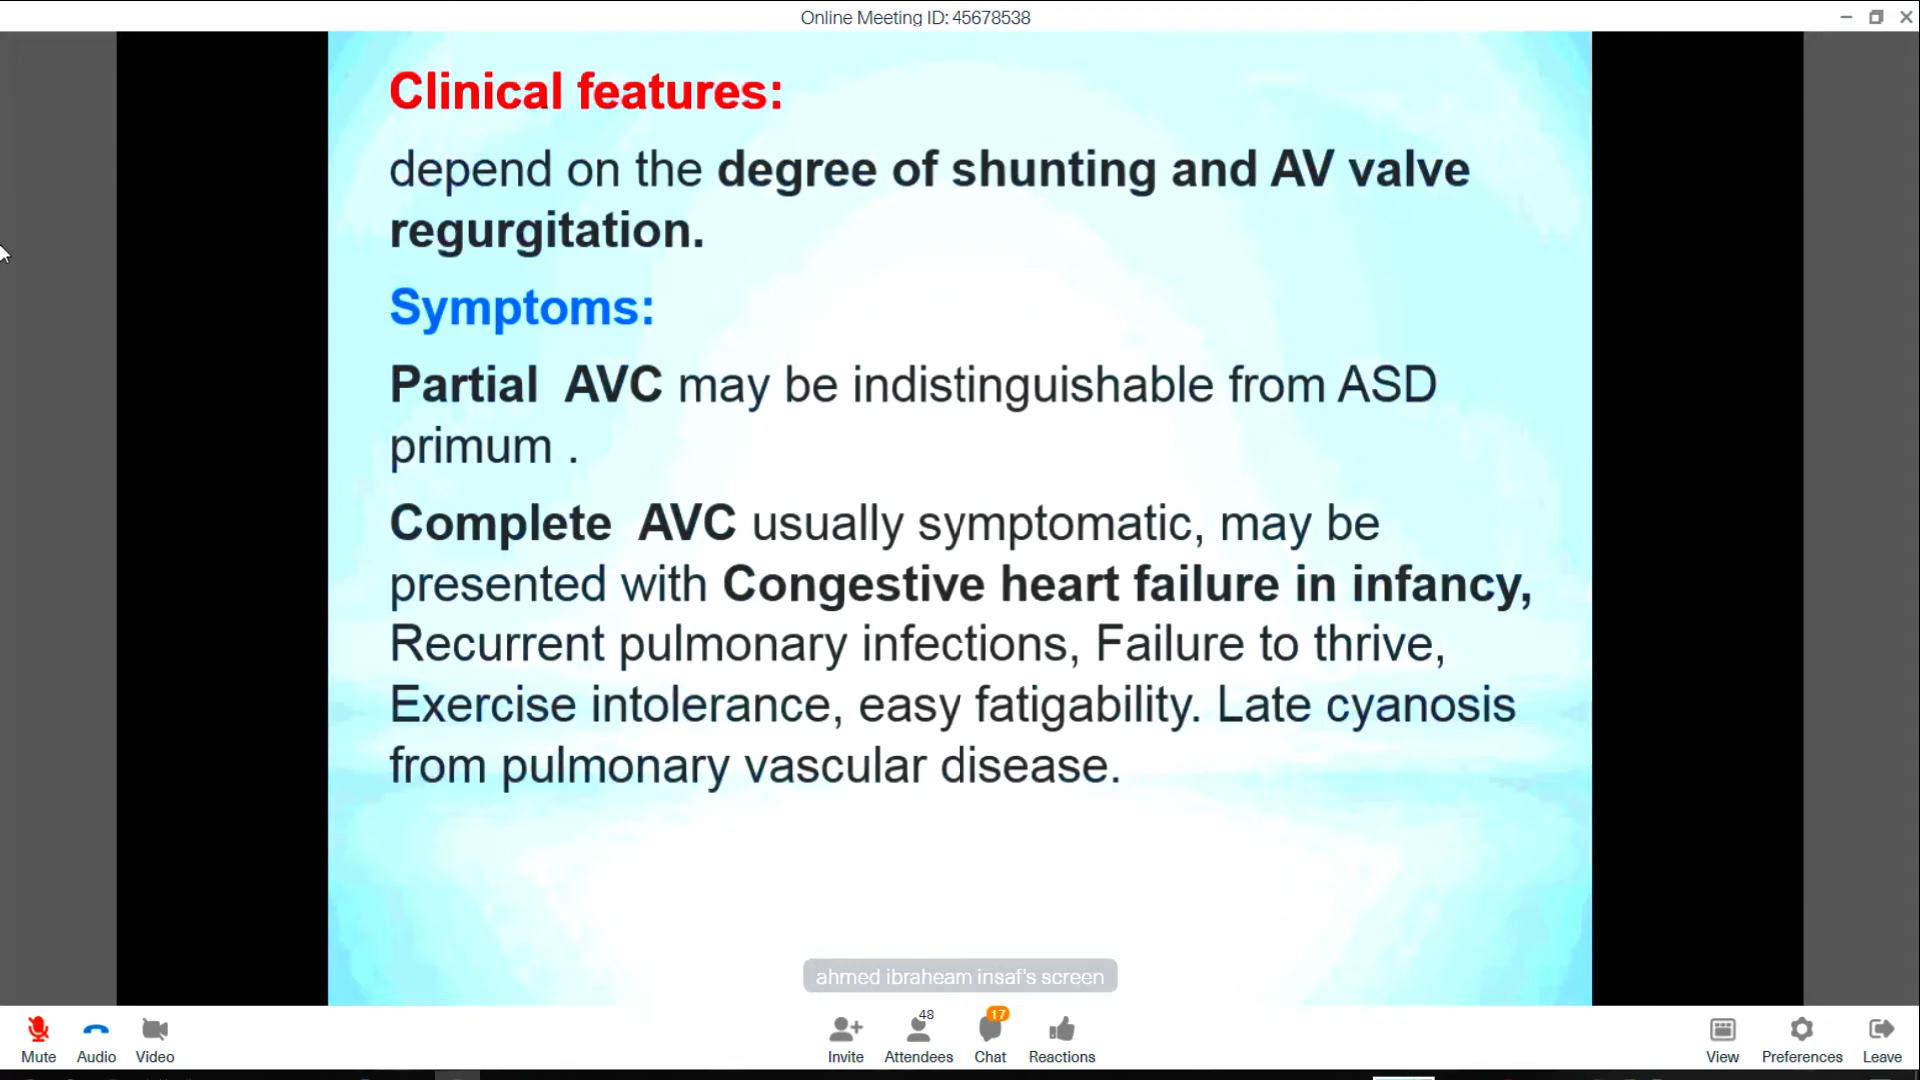 Online Meeting ID: 45678538
Clinical features:
depend on the degree of shunting and AV valve
regurgitation.
Symptoms:
Partial AVC may be indistinguishable from ASD
primum .
Complete AVC usually symptomatic, may be
presented with Congestive heart failure in infancy,
Recurrent pulmonary infections, Failure to thrive,
Exercise intolerance, easy fatigability. Late cyanosis
from pulmonary vascular disease.
ahmed ibraheam insaf's screen
48
17
Mute Audio Video Invite Attendees Chat Reactions View Preferences Leave